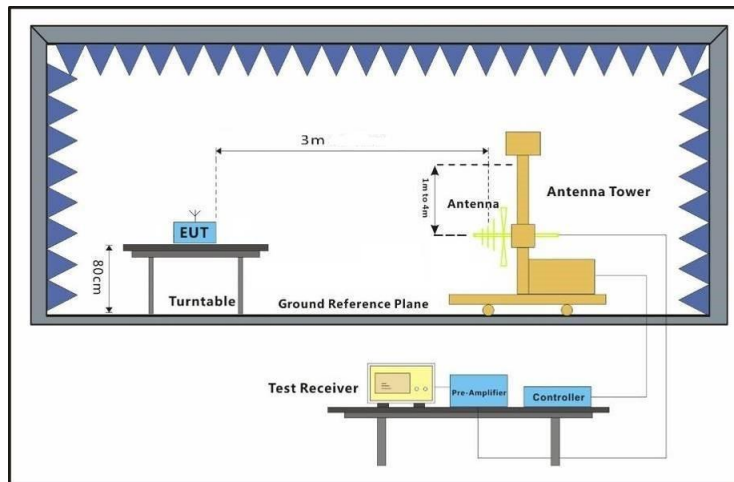 3m
1m to 4m
Antenna
Antenna Tower
EUT
80cm
Turntable
Ground Reference Plane
Test Receiver
Pre-Amplifier
Controller